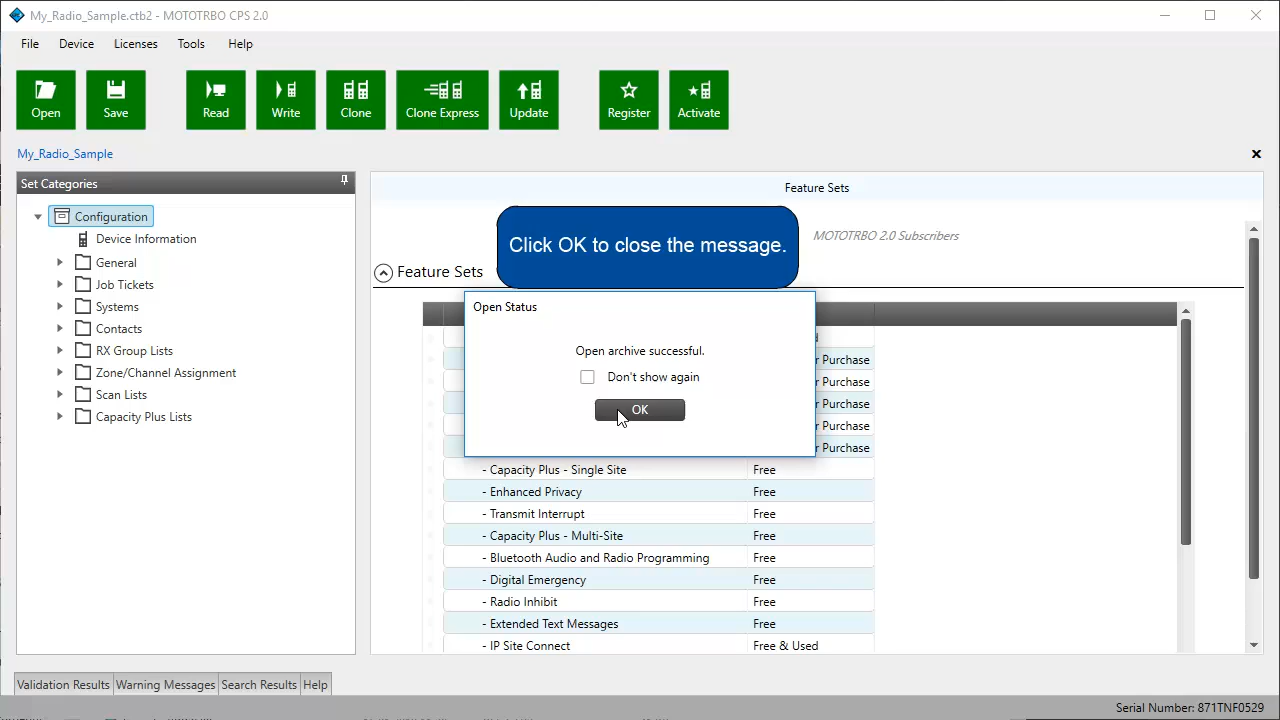 My_Radio_Sample.ctb2 - MOTOTRBO CPS 2.0
File Device Licenses Tools Help
Open Save Read Write Clone Clone Express Update Register Activate
My_Radio_Sample
Set Categories
Feature Sets
Configuration
Device Information
General
Job Tickets
Systems
Contacts
RX Group Lists
Zone/Channel Assignment
Scan Lists
Capacity Plus Lists
Click OK to close the message.
MOTOTRBO 2.0 Subscribers
Feature Sets
Open Status
Open archive successful.
Don't show again
OK
r Purchase
r Purchase
r Purchase
r Purchase
r Purchase
- Capacity Plus - Single Site Free
- Enhanced Privacy Free
- Transmit Interrupt Free
- Capacity Plus - Multi-Site Free
- Bluetooth Audio and Radio Programming Free
- Digital Emergency Free
- Radio Inhibit Free
- Extended Text Messages Free
- IP Site Connect Free & Used
Validation Results Warning Messages Search Results Help
Serial Number: 871TNF0529